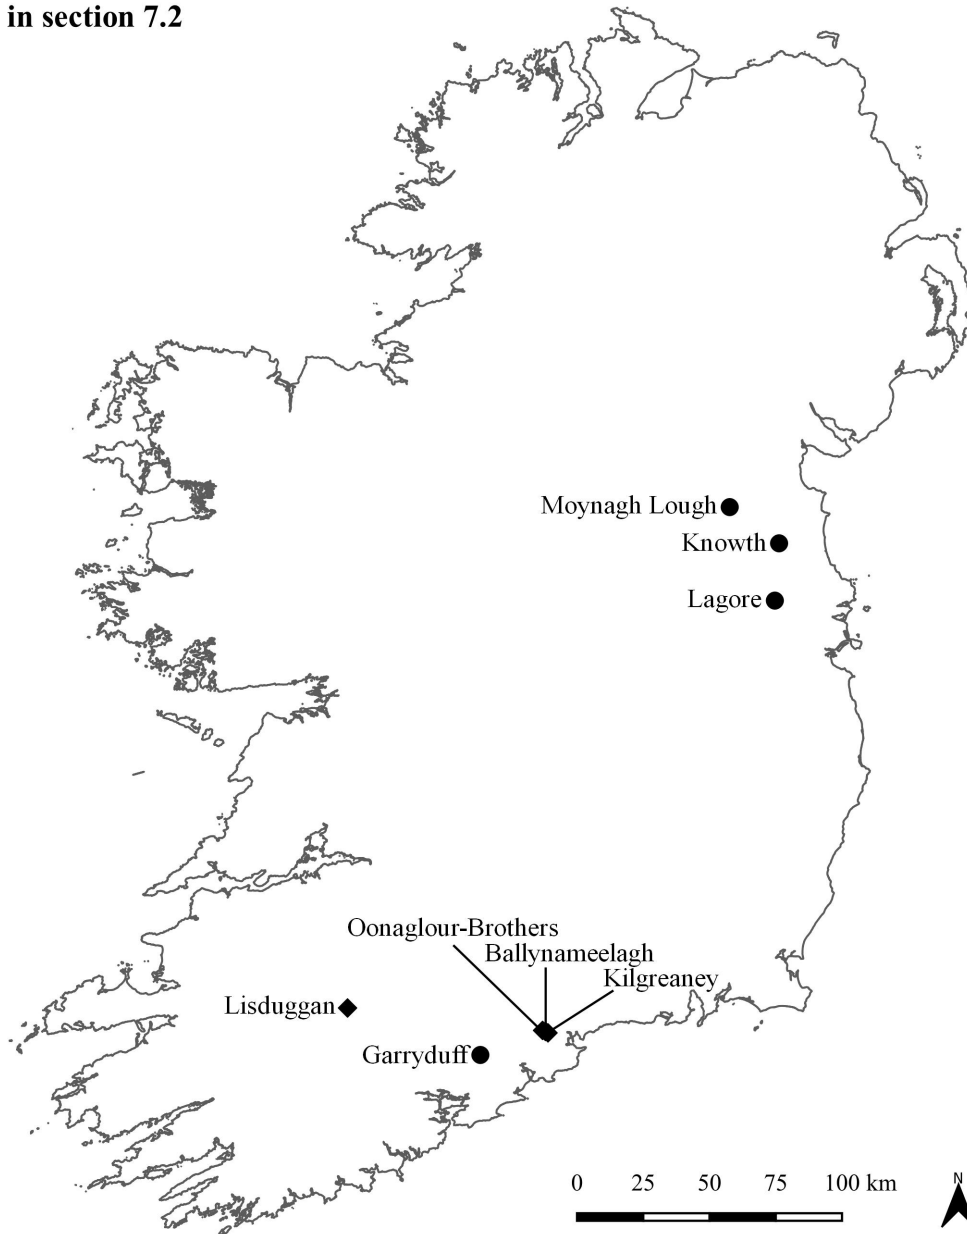 in section 7.2
Moynagh Lough
Knowth
Lagore
Oonaglour-Brothers
Ballynameelagh
Kilgreaney
Lisduggan
Garryduff
0 25 50 75 100 km
N